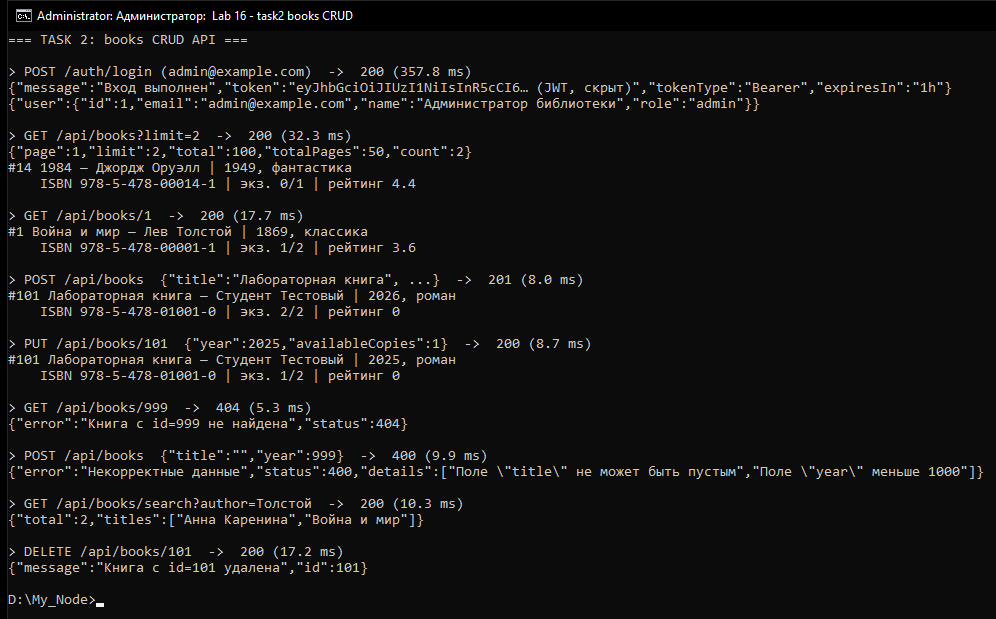 Administrator: Администратор:  Lab 16 - task2 books CRUD
=== TASK 2: books CRUD API ===
> POST /auth/login (admin@example.com)  ->  200 (357.8 ms)
{"message":"Вход выполнен","token":"eyJhbGciOiJIUzI1NiIsInR5cCI6… (JWT, скрыт)","tokenType":"Bearer","expiresIn":"1h"}
{"user":{"id":1,"email":"admin@example.com","name":"Администратор библиотеки","role":"admin"}}
> GET /api/books?limit=2  ->  200 (32.3 ms)
{"page":1,"limit":2,"total":100,"totalPages":50,"count":2}
#14 1984 — Джордж Оруэлл | 1949, фантастика
    ISBN 978-5-478-00014-1 | экз. 0/1 | рейтинг 4.4
> GET /api/books/1  ->  200 (17.7 ms)
#1 Война и мир — Лев Толстой | 1869, классика
    ISBN 978-5-478-00001-1 | экз. 1/2 | рейтинг 3.6
> POST /api/books  {"title":"Лабораторная книга", ...}  ->  201 (8.0 ms)
#101 Лабораторная книга — Студент Тестовый | 2026, роман
    ISBN 978-5-478-01001-0 | экз. 2/2 | рейтинг 0
> PUT /api/books/101  {"year":2025,"availableCopies":1}  ->  200 (8.7 ms)
#101 Лабораторная книга — Студент Тестовый | 2025, роман
    ISBN 978-5-478-01001-0 | экз. 1/2 | рейтинг 0
> GET /api/books/999  ->  404 (5.3 ms)
{"error":"Книга с id=999 не найдена","status":404}
> POST /api/books  {"title":"","year":999}  ->  400 (9.9 ms)
{"error":"Некорректные данные","status":400,"details":["Поле \"title\" не может быть пустым","Поле \"year\" меньше 1000"]}
> GET /api/books/search?author=Толстой  ->  200 (10.3 ms)
{"total":2,"titles":["Анна Каренина","Война и мир"]}
> DELETE /api/books/101  ->  200 (17.2 ms)
{"message":"Книга с id=101 удалена","id":101}
D:\My_Node>